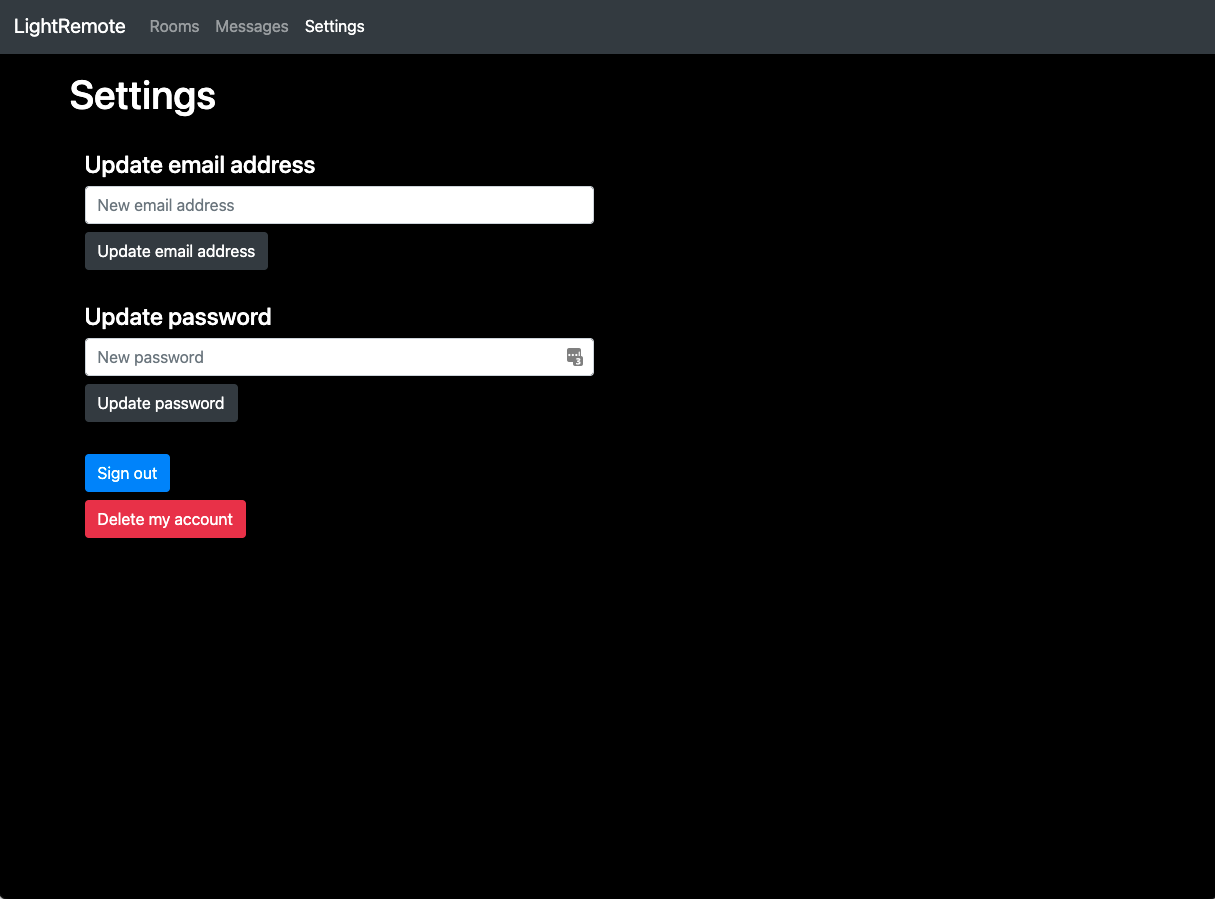 LightRemote Rooms Messages Settings
Settings
Update email address
New email address
Update email address
Update password
New password
3
Update password
Sign out
Delete my account